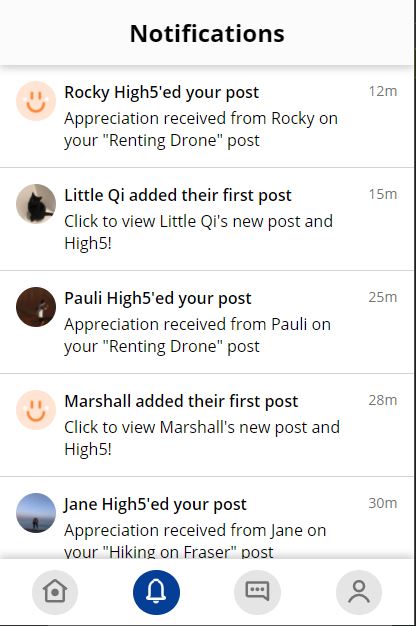 Notifications
Rocky High5'ed your post
12m
Appreciation received from Rocky on
your "Renting Drone" post
Little Qi added their first post
15m
Click to view Little Qi's new post and
High5!
Pauli High5'ed your post
25m
Appreciation received from Pauli on
your "Renting Drone" post
Marshall added their first post
28m
Click to view Marshall's new post and
High5!
Jane High5'ed your post
30m
Appreciation received from Jane on
your "Hiking on Fraser" post